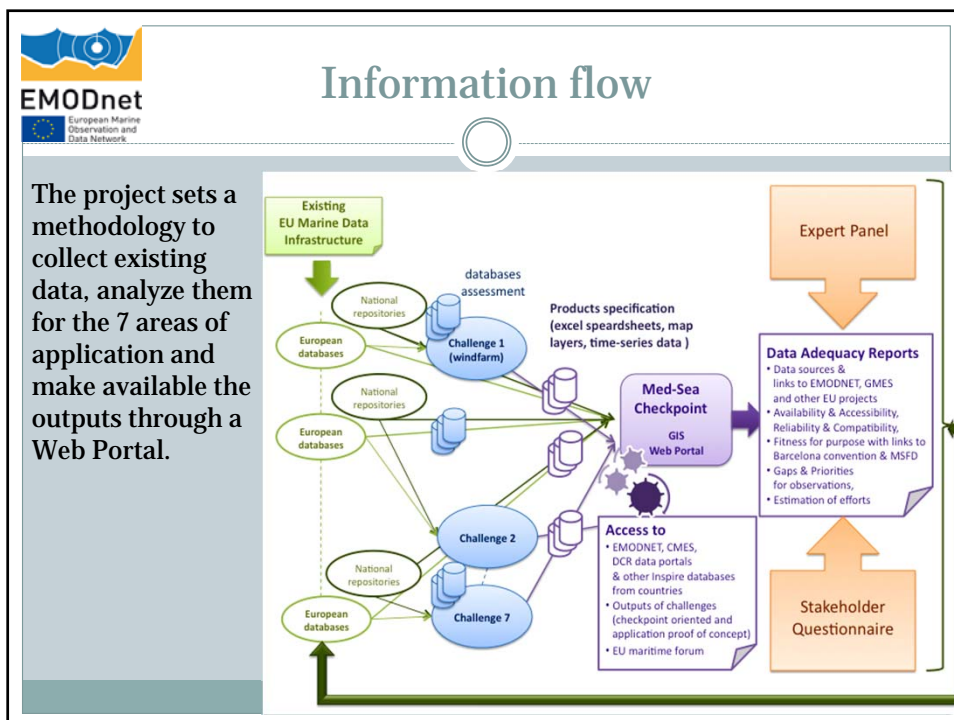 EMODnet
European Marine
Observation and
Data Network
Information flow
The project sets a
methodology to
collect existing
data, analyze them
for the 7 areas of
application and
make available the
outputs through a
Web Portal.
Existing
EU Marine Data
Infrastructure
databases
assessment
National
repositories
European
databases
Challenge 1
(windfarm)
Products specification
(excel speardsheets, map
layers, time-series data )
National
repositories
European
databases
Challenge 2
National
repositories
European
databases
Challenge 7
Med-Sea
Checkpoint
GIS
Web Portal
Access to
• EMODNET, CMES,
DCR data portals
& other Inspire databases
from countries
• Outputs of challenges
(checkpoint oriented and
application proof of concept)
• EU maritime forum
Expert Panel
Data Adequacy Reports
• Data sources &
links to EMODNET, GMES
and other EU projects
• Availability & Accessibility,
Reliability & Compatibility,
• Fitness for purpose with links to
Barcelona convention & MSFD
• Gaps & Priorities
for observations,
• Estimation of efforts
Stakeholder
Questionnaire